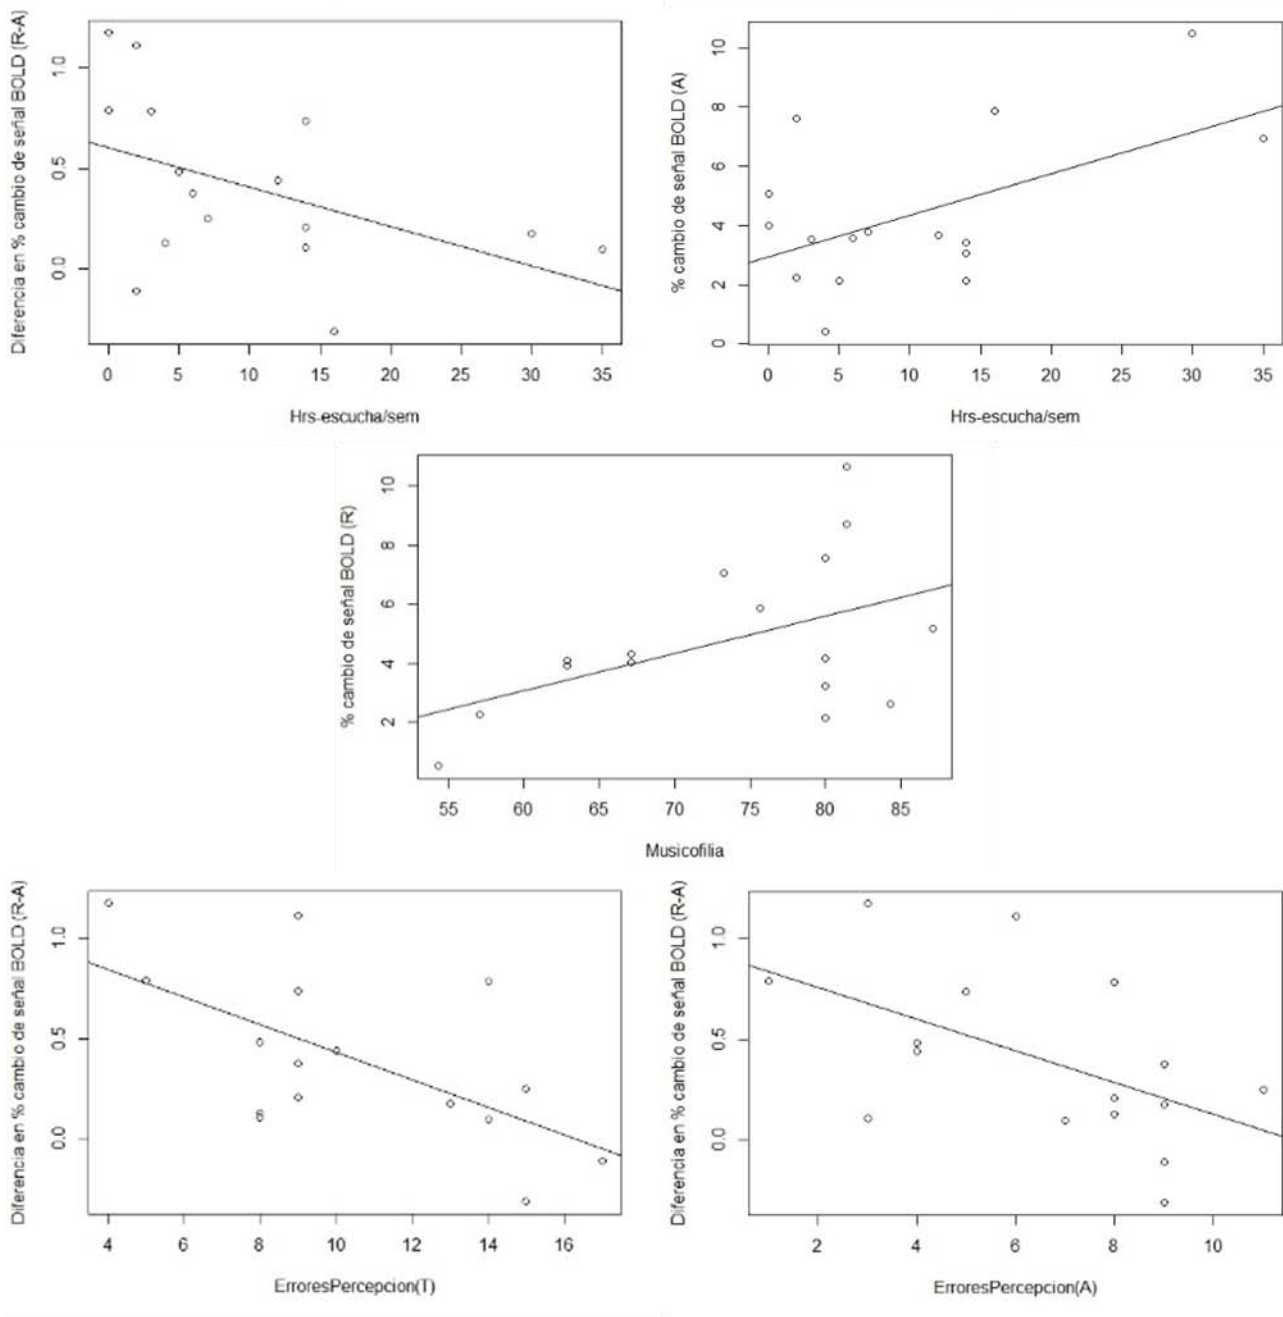 Diferencia en % cambio de señal BOLD (R-A)
1.0
0.5
0.0
0 5 10 15 20 25 30 35
Hrs-escucha/sem
% cambio de señal BOLD (A)
10
8
6
4
2
0
0 5 10 15 20 25 30 35
Hrs-escucha/sem
% cambio de señal BOLD (R)
10
8
6
4
2
55 60 65 70 75 80 85
Musicofilia
Diferencia en % cambio de señal BOLD (R-A)
1.0
0.5
0.0
4 6 8 10 12 14 16
ErroresPercepcion(T)
Diferencia en % cambio de señal BOLD (R-A)
1.0
0.5
0.0
2 4 6 8 10
ErroresPercepcion(A)